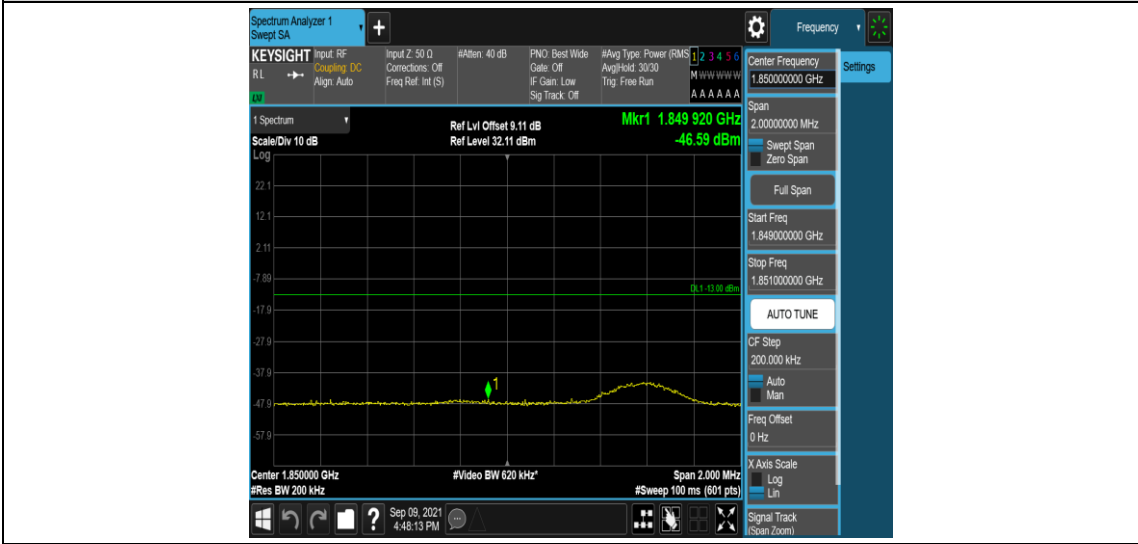 Spectrum Analyzer 1
Swept SA
+
Frequency
KEYSIGHT
RL
LM
Input: RF
Coupling: DC
Align: Auto
Input Z: 50 Ω
Corrections: Off
Freq Ref: Int (S)
#Atten: 40 dB
PNO: Best Wide
Gate: Off
IF Gain: Low
Sig Track: Off
#Avg Type: Power (RMS
Avg|Hold: 30/30
Trig: Free Run
1 2 3 4 5 6
M W W W W W
A A A A A A
1 Spectrum
Scale/Div 10 dB
Log
Ref Lvl Offset 9.11 dB
Ref Level 32.11 dBm
Mkr1 1.849 920 GHz
-46.59 dBm
22.1
12.1
2.11
-7.89
DL1 -13.00 dBm
-17.9
-27.9
-37.9
1
-47.9
-57.9
Center 1.850000 GHz
#Res BW 200 kHz
#Video BW 620 kHz*
Span 2.000 MHz
#Sweep 100 ms (601 pts)
?
Sep 09, 2021
4:48:13 PM
Center Frequency
1.850000000 GHz
Settings
Span
2.00000000 MHz
Swept Span
Zero Span
Full Span
Start Freq
1.849000000 GHz
Stop Freq
1.851000000 GHz
AUTO TUNE
CF Step
200.000 kHz
Auto
Man
Freq Offset
0 Hz
X Axis Scale
Log
Lin
Signal Track
(Span Zoom)